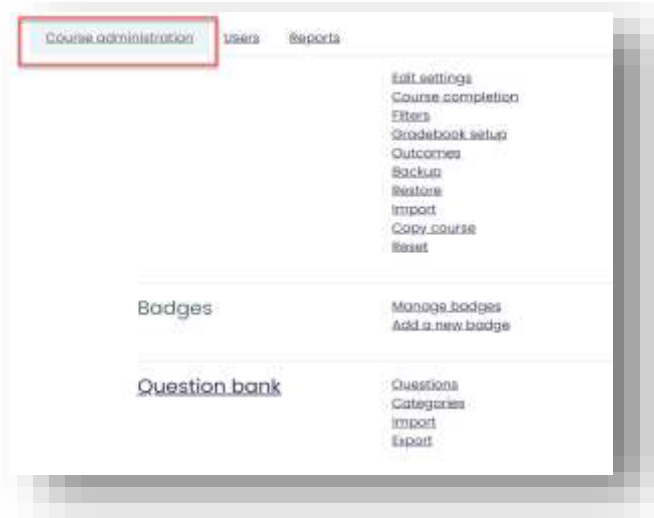 Course administration Users Reports
Edit settings
Course completion
Filters
Gradebook setup
Outcomes
Backup
Restore
Import
Copy course
Reset
Badges
Manage badges
Add a new badge
Question bank
Questions
Categories
Import
Export